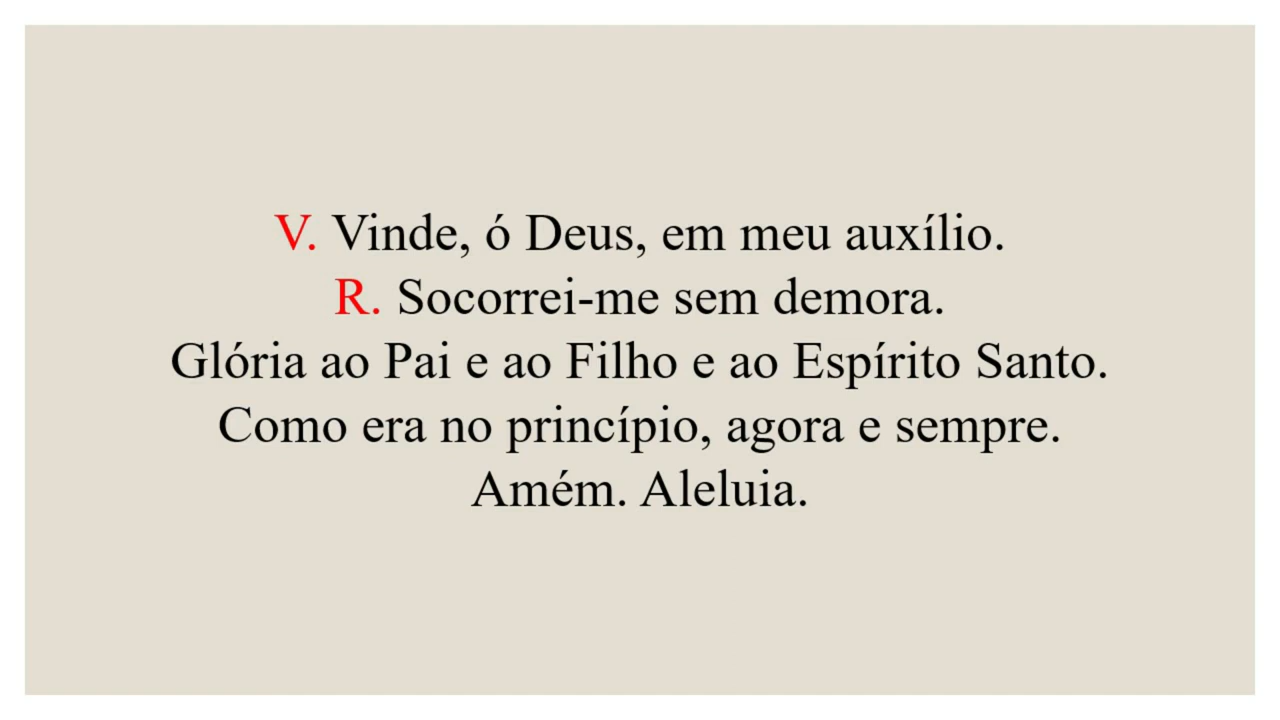 V. Vinde, ó Deus, em meu auxílio.
R. Socorrei-me sem demora.
Glória ao Pai e ao Filho e ao Espírito Santo.
Como era no princípio, agora e sempre.
Amém. Aleluia.